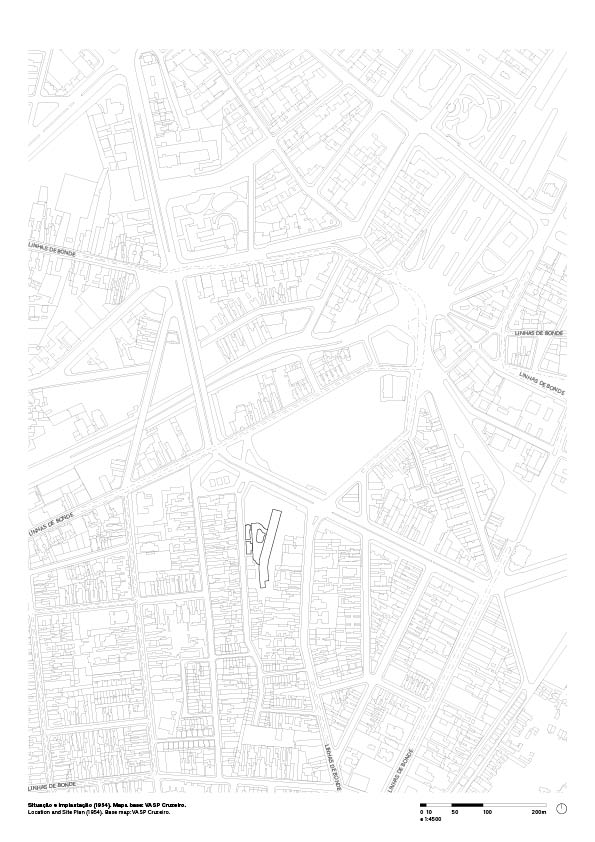 LINHAS DE BONDE
LINHAS DE BONDE
LINHAS DE BONDE
LINHAS DE BONDE
LINHAS DE BONDE
LINHAS DE BONDE
LINHAS DE BONDE
Situação e Implantação (1954). Mapa base: VASP Cruzeiro.
Location and Site Plan (1954). Base map: VASP Cruzeiro.
0 10 50 100 200m
e 1:4500